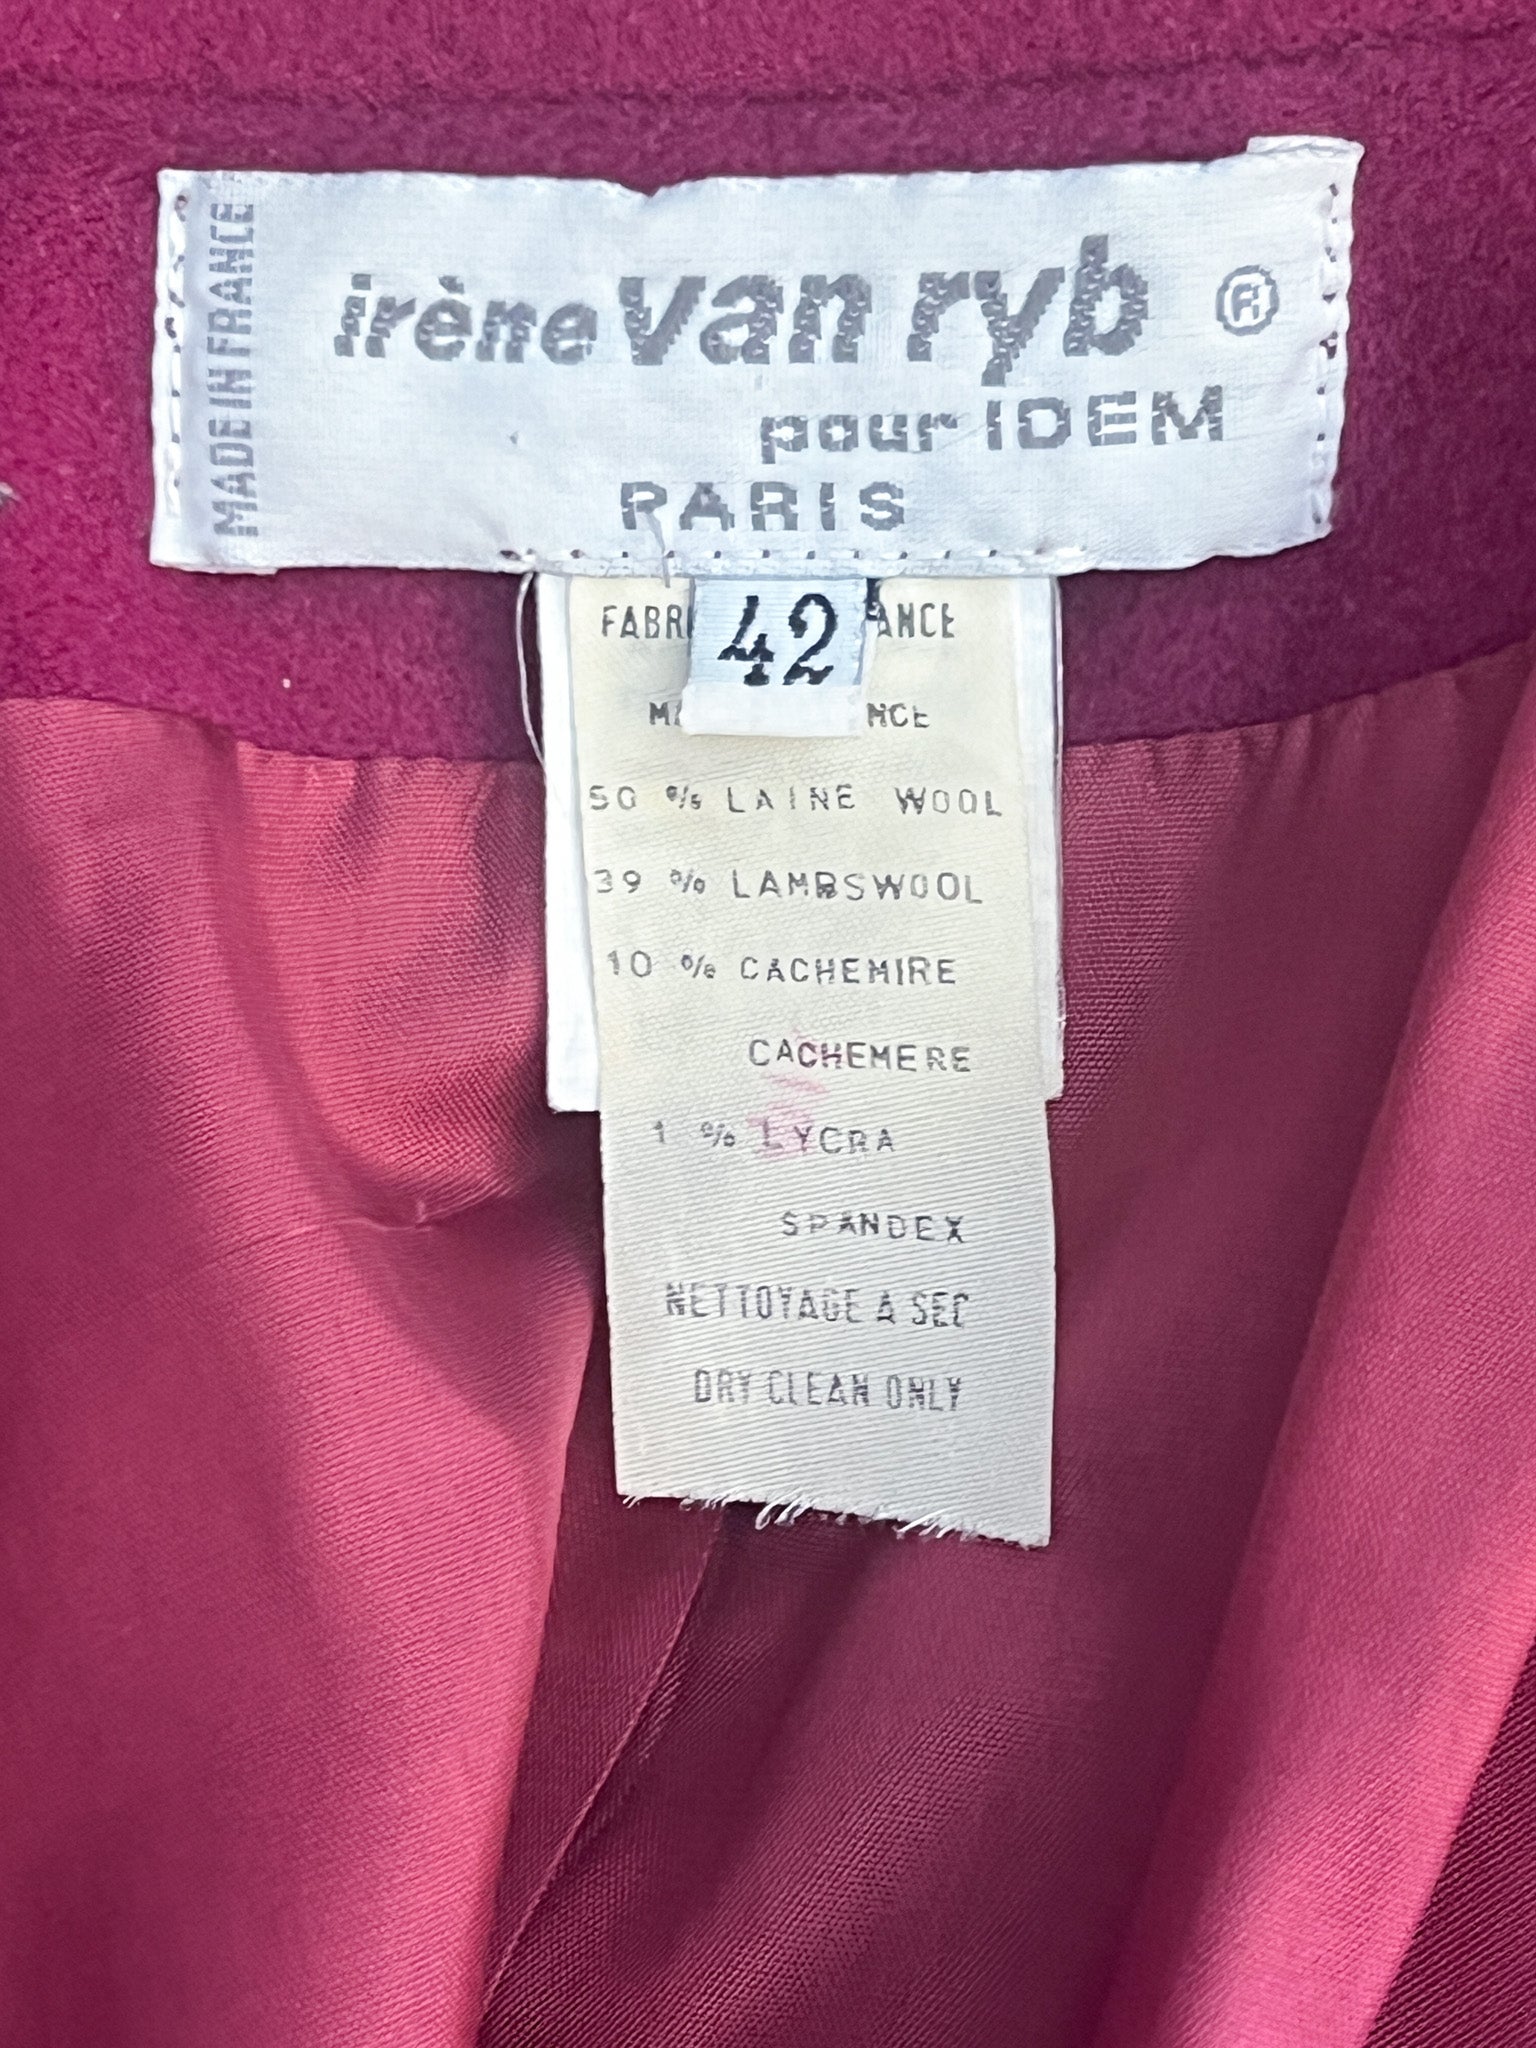 MADE IN FRANCE
irène van ryb ®
pour IDEM
PARIS
42
50 % LAINE WOOL
39 % LAMBSWOOL
10 % CACHEMIRE
CACHEMERE
1 % LYCRA
SPANDEX
NETTOYAGE A SEC
DRY CLEAN ONLY